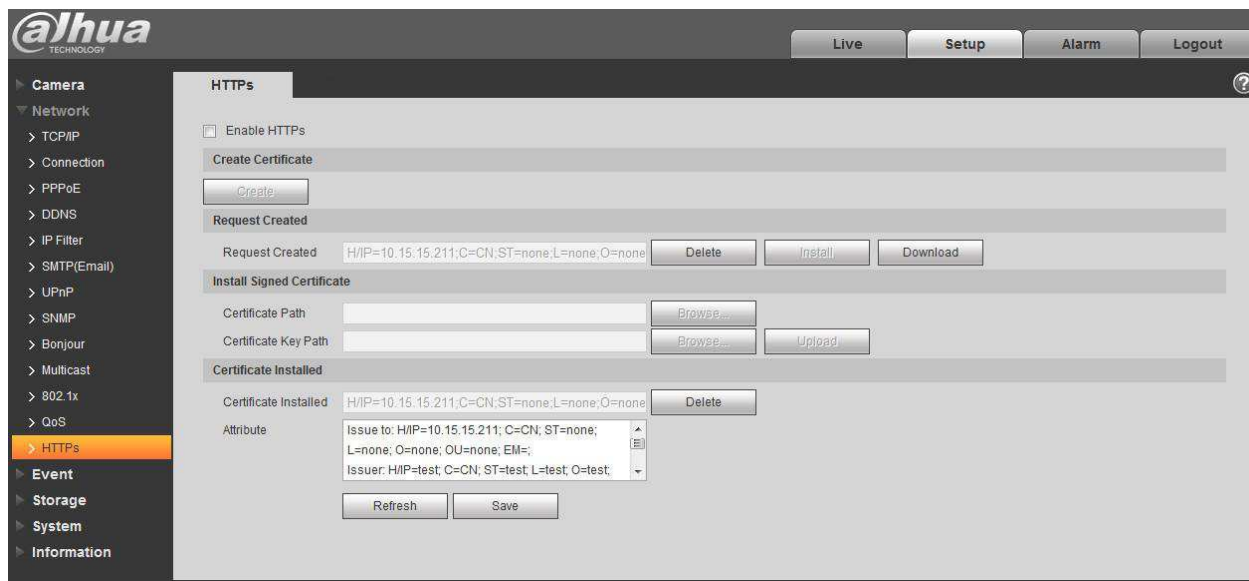 alhua
TECHNOLOGY
Live Setup Alarm Logout
Camera
Network
TCP/IP
Connection
PPPoE
DDNS
IP Filter
SMTP(Email)
UPnP
SNMP
Bonjour
Multicast
802.1x
QoS
HTTPs
Event
Storage
System
Information
HTTPs
?
Enable HTTPs
Create Certificate
Create
Request Created
Request Created H/IP=10.15.15.211;C=CN;ST=none;L=none;O=none Delete Install Download
Install Signed Certificate
Certificate Path Browse...
Certificate Key Path Browse... Upload
Certificate Installed
Certificate Installed H/IP=10.15.15.211;C=CN;ST=none;L=none;O=none Delete
Attribute Issue to: H/IP=10.15.15.211; C=CN; ST=none;
L=none; O=none; OU=none; EM=;
Issuer: H/IP=test; C=CN; ST=test; L=test; O=test;
Refresh Save